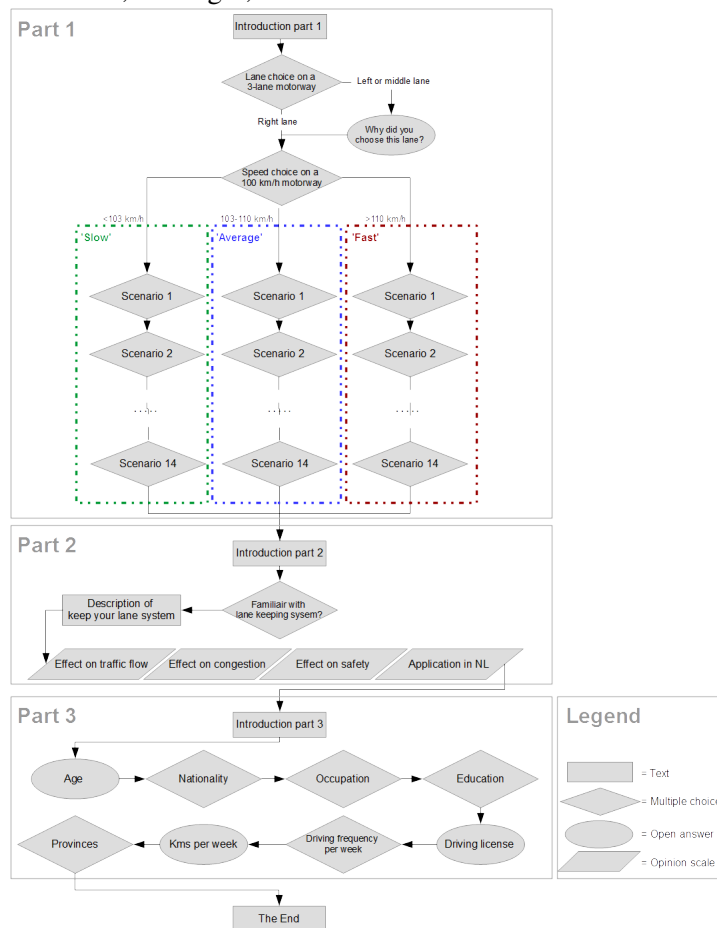 Part 1
Introduction part 1
Lane choice on a
3-lane motorway
Left or middle lane
Right lane
Why did you
choose this lane?
Speed choice on a
100 km/h motorway
<103 km/h
103-110 km/h
>110 km/h
'Slow'
'Average'
'Fast'
Scenario 1
Scenario 1
Scenario 1
Scenario 2
Scenario 2
Scenario 2
.....
.....
.....
Scenario 14
Scenario 14
Scenario 14
Part 2
Introduction part 2
Description of
keep your lane system
Familiair with
lane keeping sysem?
Effect on traffic flow
Effect on congestion
Effect on safety
Application in NL
Part 3
Introduction part 3
Age
Nationality
Occupation
Education
Provinces
Kms per week
Driving frequency
per week
Driving license
The End
Legend
= Text
= Multiple choice
= Open answer
= Opinion scale